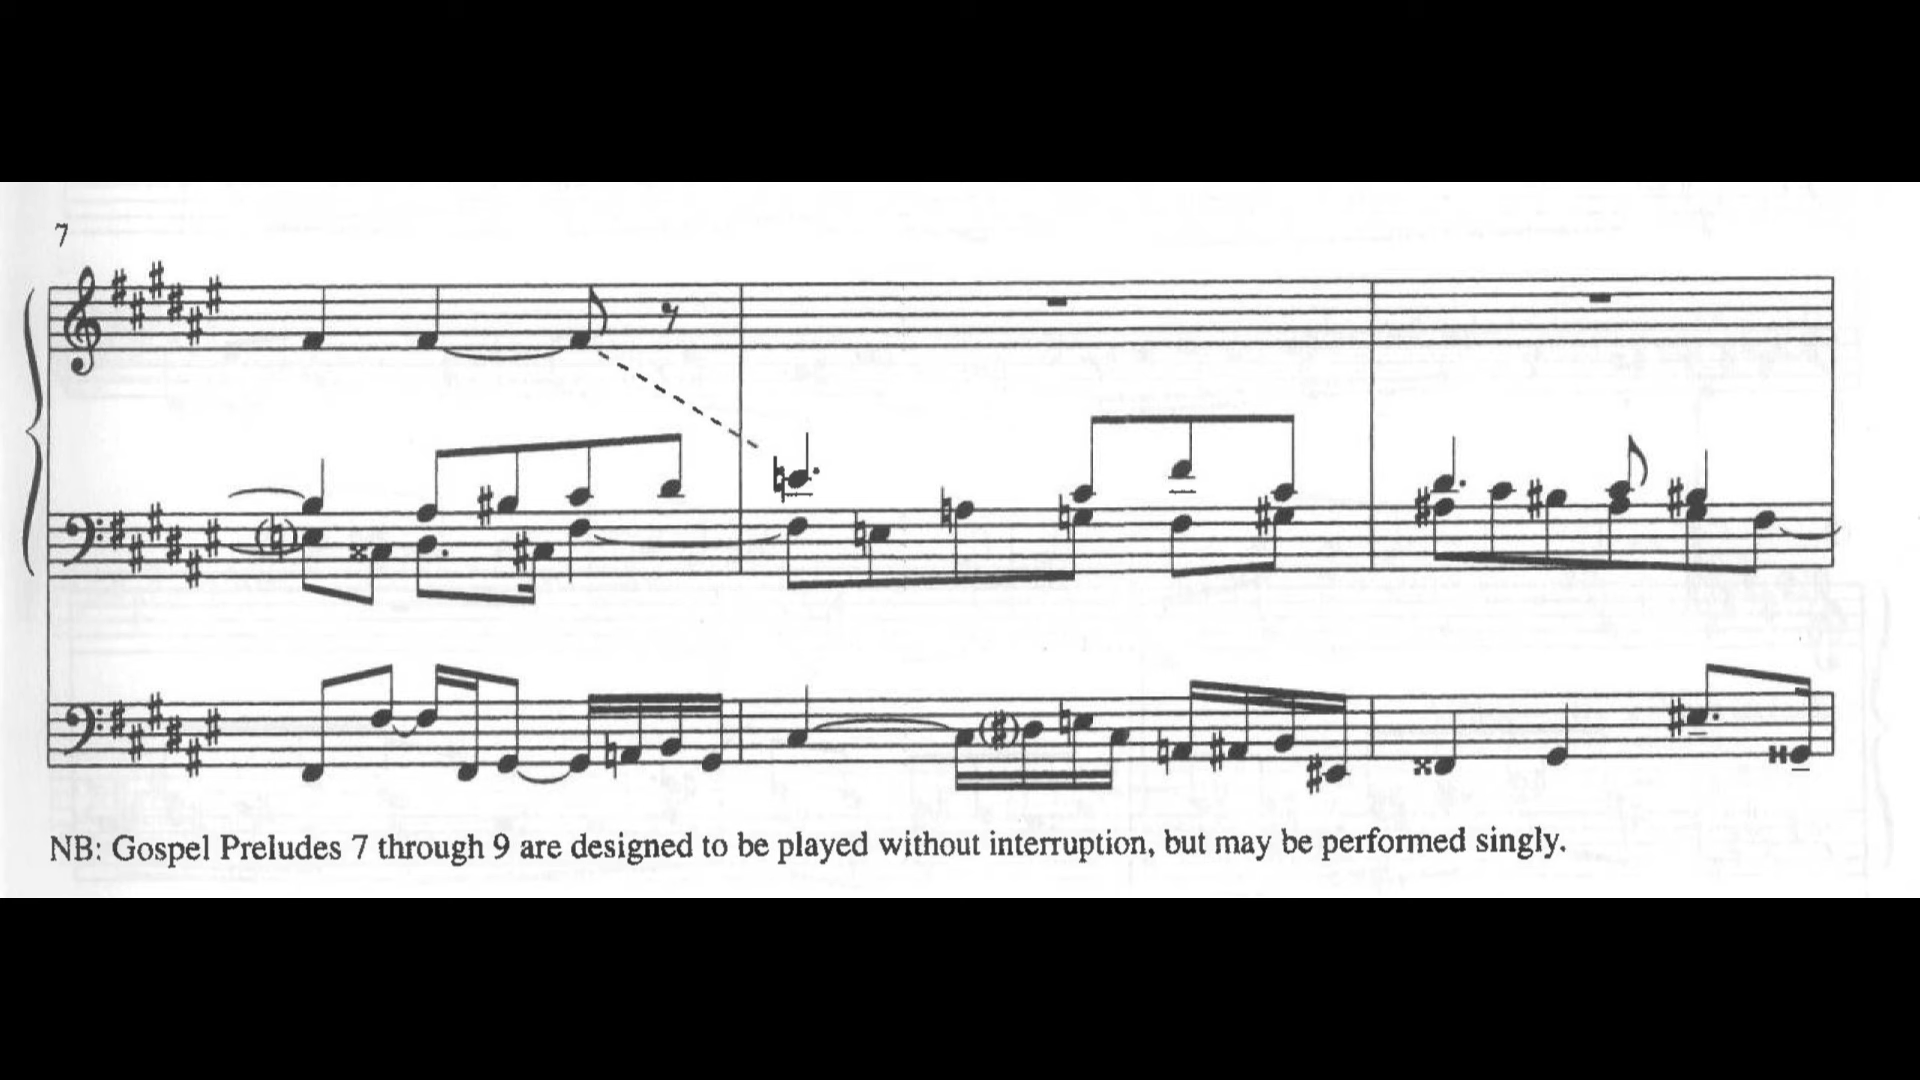 7
NB: Gospel Preludes 7 through 9 are designed to be played without interruption, but may be performed singly.